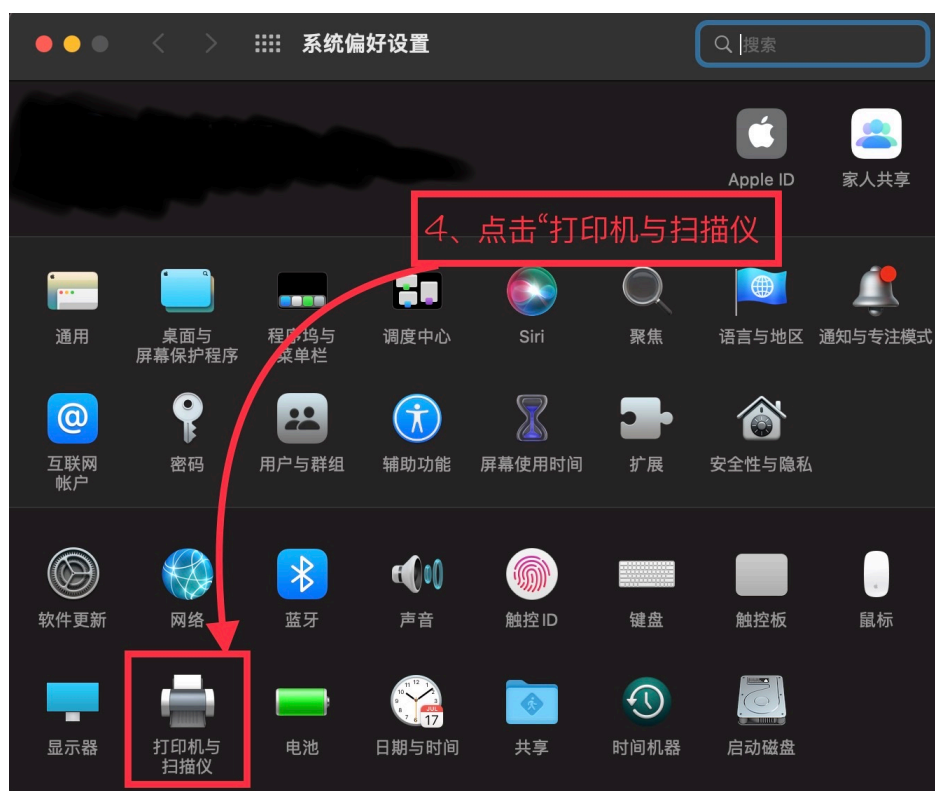 系统偏好设置
搜索
Apple ID
家人共享
4、点击“打印机与扫描仪
通用
桌面与
屏幕保护程序
程序坞与
菜单栏
调度中心
Siri
聚焦
语言与地区
通知与专注模式
互联网
帐户
密码
用户与群组
辅助功能
屏幕使用时间
扩展
安全性与隐私
软件更新
网络
蓝牙
声音
触控 ID
键盘
触控板
鼠标
显示器
打印机与
扫描仪
电池
日期与时间
JUL
17
共享
时间机器
启动磁盘